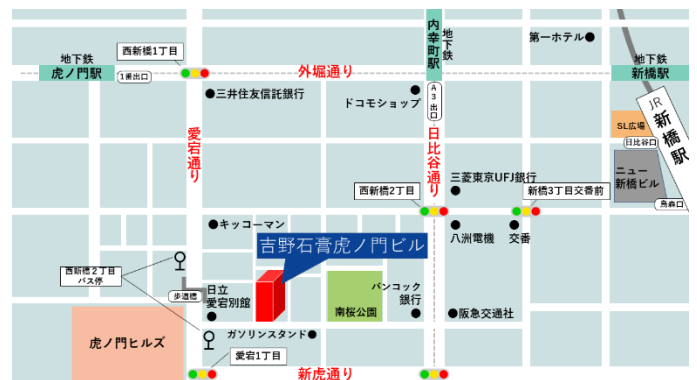 内幸町駅
地下鉄
第一ホテル
西新橋1丁目
地下鉄
虎ノ門駅
1番出口
外堀通り
地下鉄
新橋駅
三井住友信託銀行
ドコモショップ
A3出口
JR新橋駅
SL広場
日比谷口
愛宕通り
日比谷通り
ニュー
新橋ビル
三菱東京UFJ銀行
西新橋2丁目
新橋3丁目交番前
烏森口
キッコーマン
八洲電機
交番
吉野石膏虎ノ門ビル
西新橋2丁目
バス停
歩道橋
日立
愛宕別館
南桜公園
バンコック
銀行
阪急交通社
ガソリンスタンド
虎ノ門ヒルズ
愛宕1丁目
新虎通り